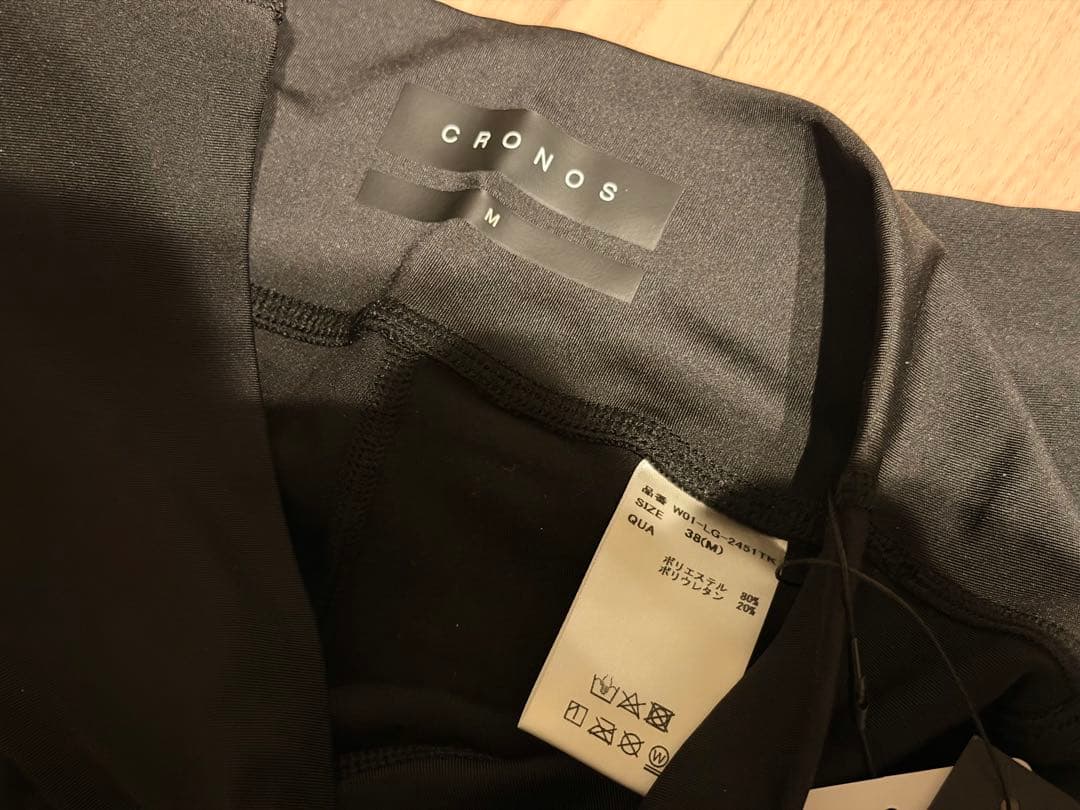 CRONOS
M
品番 W01-LG-2451TK
SIZE 38(M)
QUA
ポリエステル 80%
ポリウレタン 20%
W